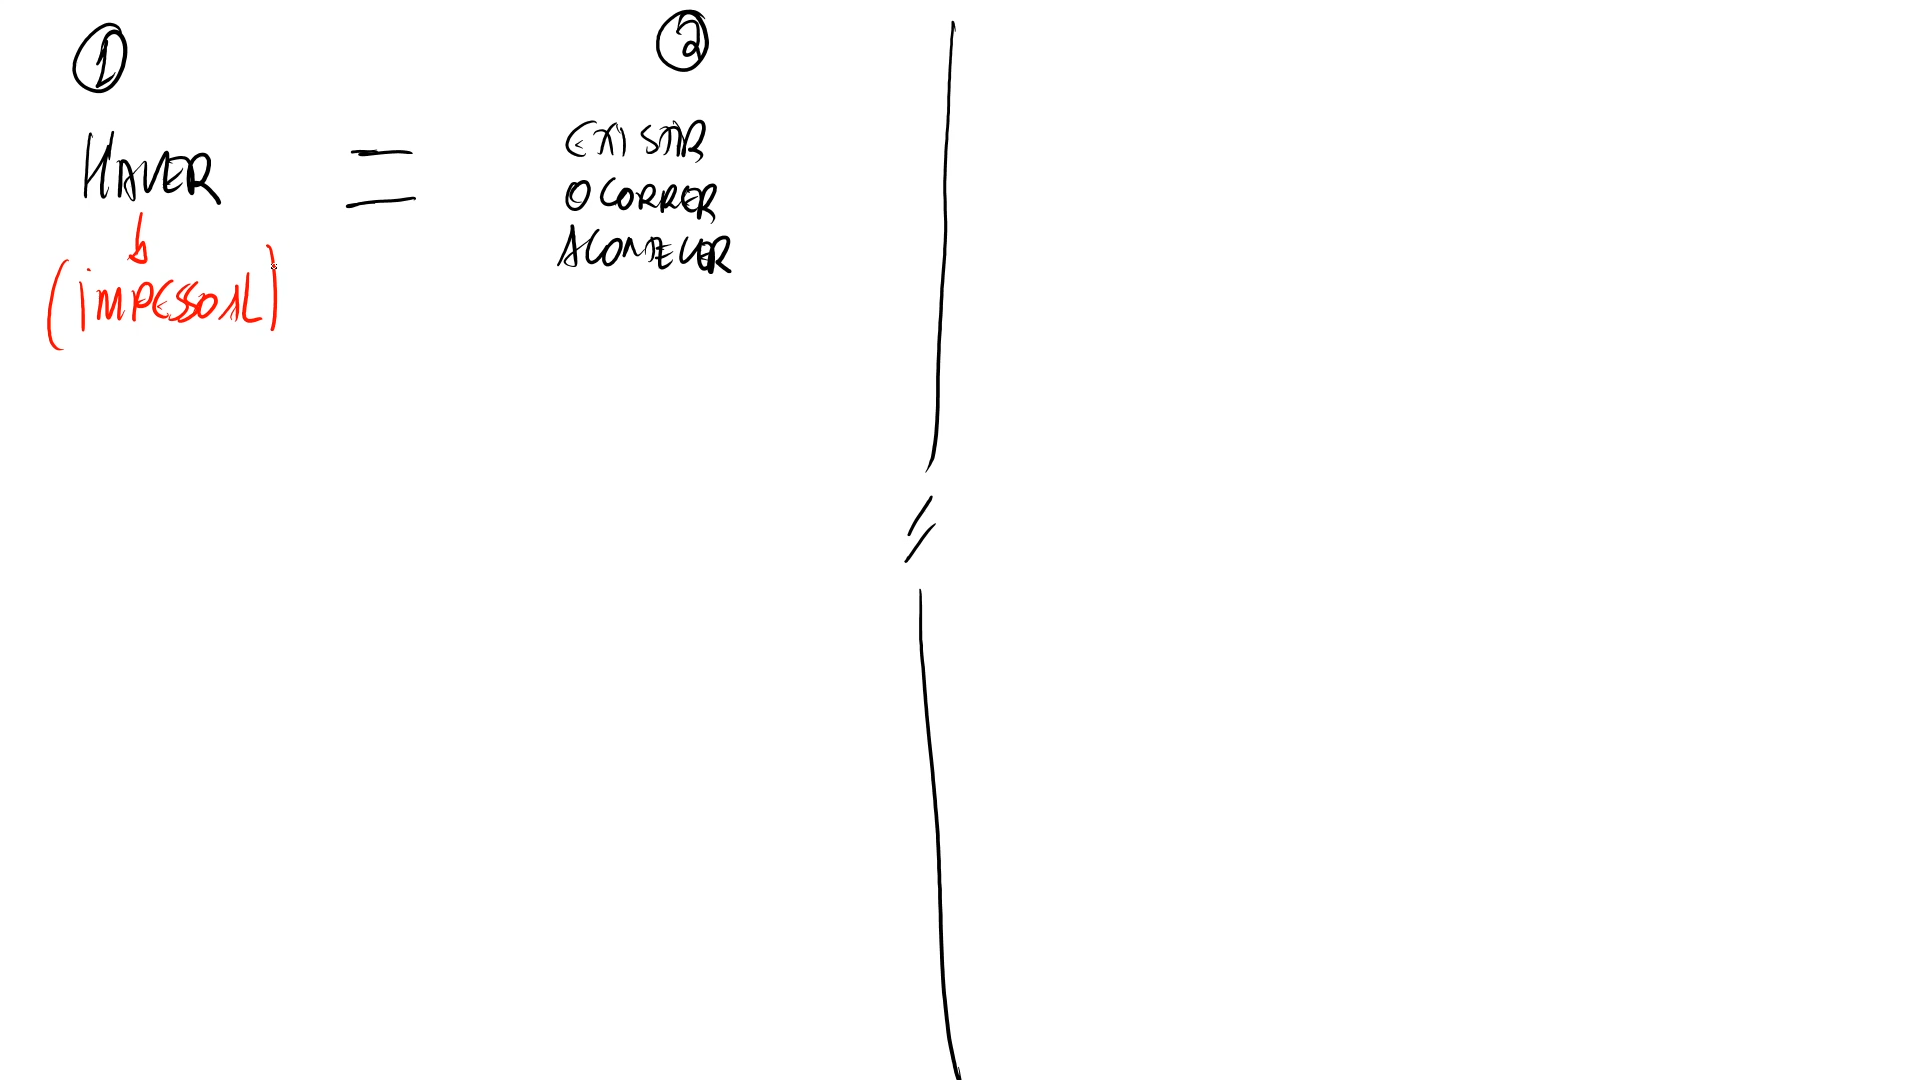 1
2
HAVER =
EXISTIR
OCORRER
ACONTECER
(IMPESSOAL)